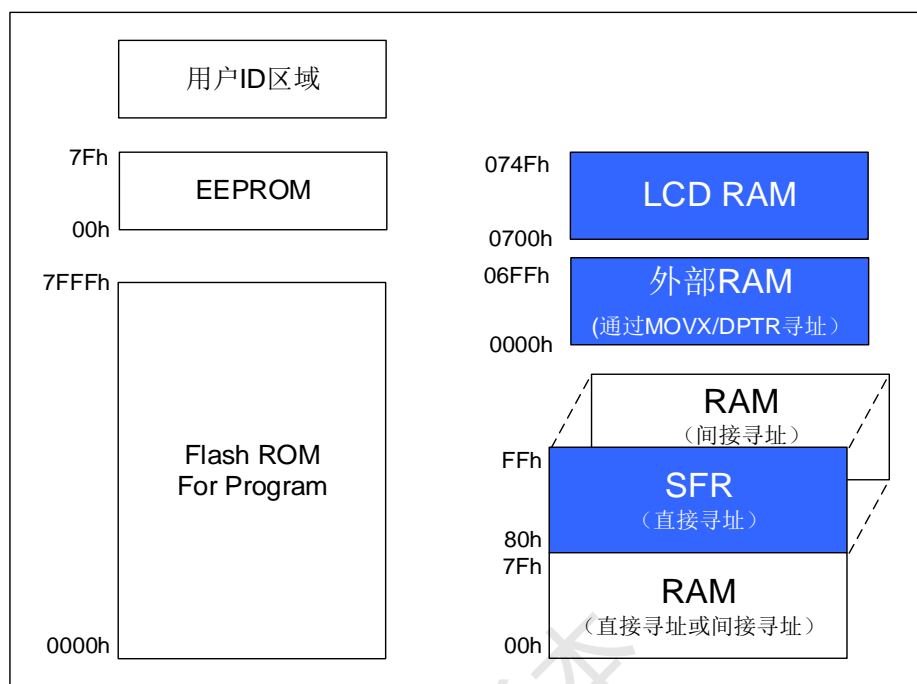 用户ID区域
7Fh
EEPROM
00h
7FFFh
Flash ROM
For Program
0000h
074Fh
LCD RAM
0700h
06FFh
外部RAM
(通过MOVX/DPTR寻址）
0000h
RAM
（间接寻址）
FFh
SFR
（直接寻址）
80h
7Fh
RAM
（直接寻址或间接寻址）
00h
本